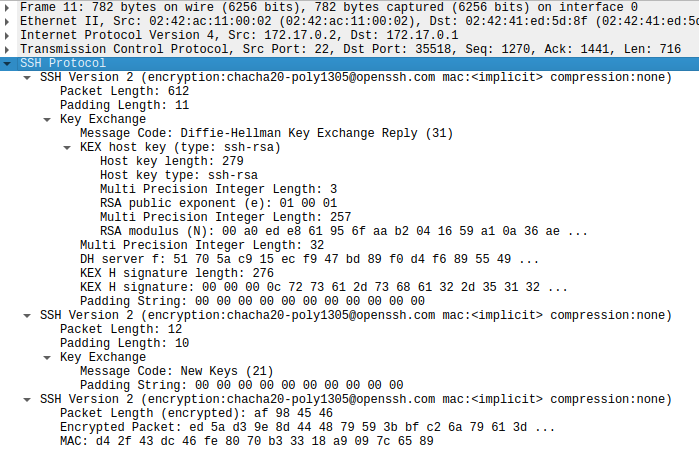 Frame 11: 782 bytes on wire (6256 bits), 782 bytes captured (6256 bits) on interface 0
Ethernet II, Src: 02:42:ac:11:00:02 (02:42:ac:11:00:02), Dst: 02:42:41:ed:5d:8f (02:42:41:ed:5d
Internet Protocol Version 4, Src: 172.17.0.2, Dst: 172.17.0.1
Transmission Control Protocol, Src Port: 22, Dst Port: 35518, Seq: 1270, Ack: 1441, Len: 716
SSH Protocol
SSH Version 2 (encryption:chacha20-poly1305@openssh.com mac:<implicit> compression:none)
Packet Length: 612
Padding Length: 11
Key Exchange
Message Code: Diffie-Hellman Key Exchange Reply (31)
KEX host key (type: ssh-rsa)
Host key length: 279
Host key type: ssh-rsa
Multi Precision Integer Length: 3
RSA public exponent (e): 01 00 01
Multi Precision Integer Length: 257
RSA modulus (N): 00 a0 ed e8 61 95 6f aa b2 04 16 59 a1 0a 36 ae ...
Multi Precision Integer Length: 32
DH server f: 51 70 5a c9 15 ec f9 47 bd 89 f0 d4 f6 89 55 49 ...
KEX H signature length: 276
KEX H signature: 00 00 00 0c 72 73 61 2d 73 68 61 32 2d 35 31 32 ...
Padding String: 00 00 00 00 00 00 00 00 00 00 00
SSH Version 2 (encryption:chacha20-poly1305@openssh.com mac:<implicit> compression:none)
Packet Length: 12
Padding Length: 10
Key Exchange
Message Code: New Keys (21)
Padding String: 00 00 00 00 00 00 00 00 00 00
SSH Version 2 (encryption:chacha20-poly1305@openssh.com mac:<implicit> compression:none)
Packet Length (encrypted): af 98 45 46
Encrypted Packet: ed 5a d3 9e 8d 44 48 79 59 3b bf c2 6a 79 61 3d ...
MAC: d4 2f 43 dc 46 fe 80 70 b3 33 18 a9 09 7c 65 89